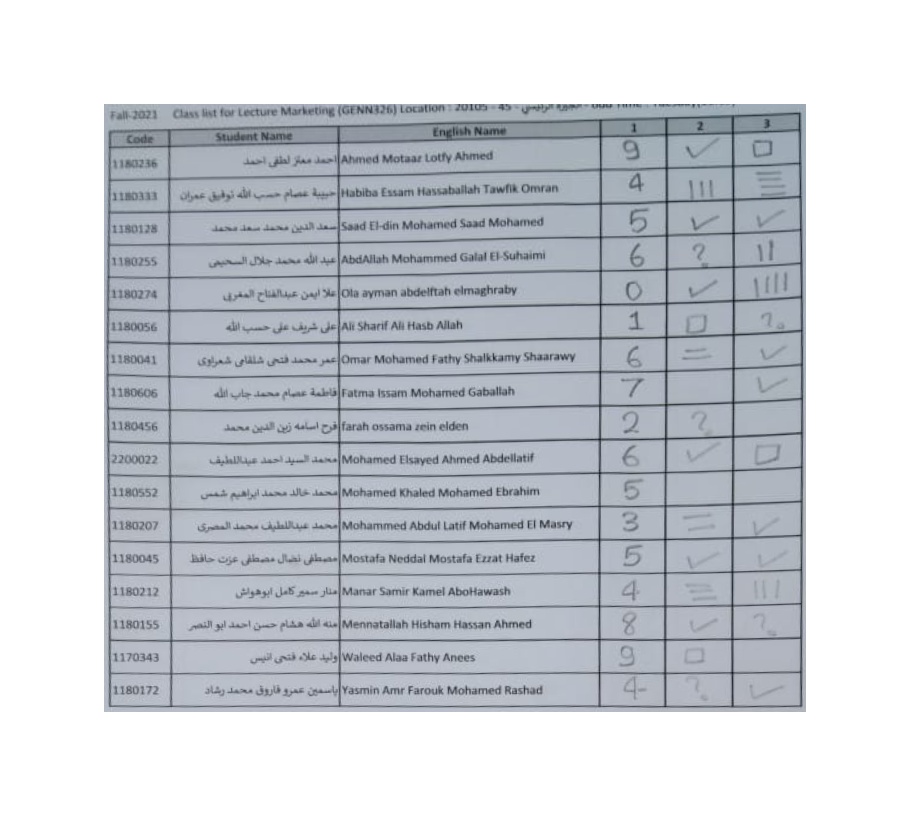 Fall-2021 Class list for Lecture Marketing (GENN326) Location : 20105 - 45 -
Code Student Name English Name 1 2 3
1180236 احمد معتز لطفى احمد Ahmed Motaar Lotfy Ahmed 9 ✓ □
1180333 حبيبة عصام حسب الله توفيق عمران Habiba Essam Hassaballah Tawfik Omran 4 ||| ☰
1180128 سعد الدين محمد سعد محمد Saad El-din Mohamed Saad Mohamed 5 ✓ ✓
1180255 عبد الله محمد جلال السحيمى AbdAllah Mohammed Galal El-Suhaimi 6 ? ||
1180274 علا ايمن عبدالفتاح المغربى Ola ayman abdelftah elmaghraby 0 ✓ ||||
1180056 على شريف على حسب الله Ali Sharif Ali Hasb Allah 1 □ ?
1180041 عمر محمد فتحى شلقامى شعراوى Omar Mohamed Fathy Shalkkamy Shaarawy 6 = ✓
1180606 فاطمة عصام محمد جاب الله Fatma Issam Mohamed Gaballah 7 ✓
1180456 فرح اسامه زين الدين محمد farah ossama zein elden 2 ?
2200022 محمد السيد احمد عبداللطيف Mohamed Elsayed Ahmed Abdellatif 6 ✓ □
1180552 محمد خالد محمد ابراهيم شمس Mohamed Khaled Mohamed Ebrahim 5
1180207 محمد عبداللطيف محمد المصرى Mohammed Abdul Latif Mohamed El Masry 3 = ✓
1180045 مصطفى نضال مصطفى عزت حافظ Mostafa Neddal Mostafa Ezzat Hafez 5 ✓ ✓
1180212 منار سمير كامل ابوهواش Manar Samir Kamel AboHawash 4 ☰ |||
1180155 منه الله هشام حسن احمد ابو النصر Mennatallah Hisham Hassan Ahmed 8 ✓ ?
1170343 وليد علاء فتحى انيس Waleed Alaa Fathy Anees 9 □
1180172 ياسمين عمرو فاروق محمد رشاد Yasmin Amr Farouk Mohamed Rashad 4 ? ✓